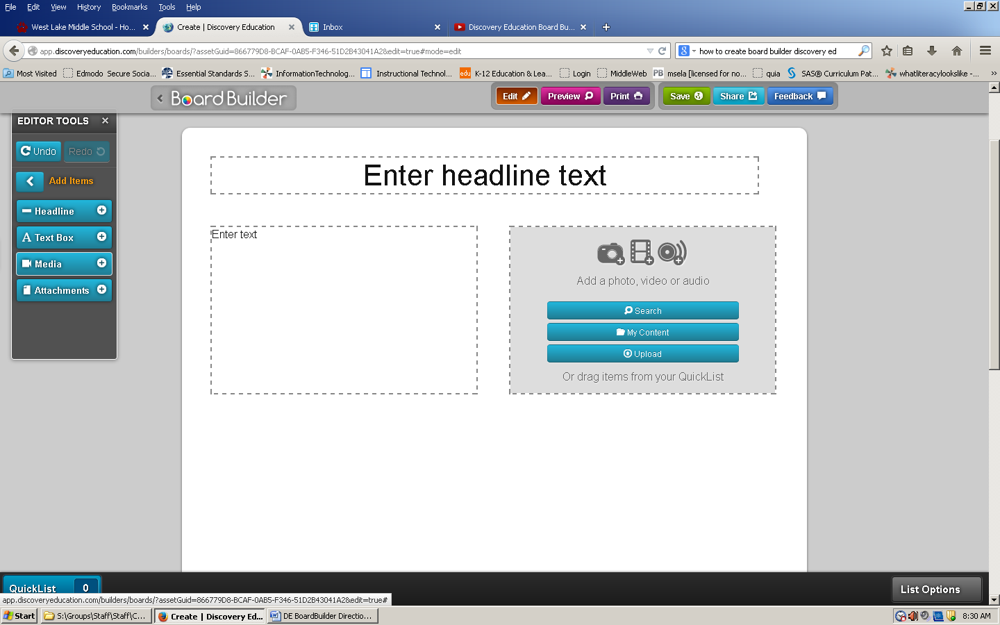 File Edit View History Bookmarks Tools Help
West Lake Middle School - Ho... Create | Discovery Education Inbox Discovery Education Board Bu...
app.discoveryeducation.com/builders/boards/?assetGuid=866779D8-BCAF-0AB5-F346-51D2B43041A2&edit=true#mode=edit how to create board builder discovery ed
Most Visited Edmodo Secure Socia... Essential Standards S... InformationTechnolog... Instructional Technol... edu K-12 Education & Lea... Login MiddleWeb PB msela [licensed for no... quia SAS® Curriculum Pat... whatliteracylookslike -... »
Board Builder Edit Preview Print Save Share Feedback
EDITOR TOOLS
Undo Redo
Add Items
Headline
Text Box
Media
Attachments
Enter headline text
Enter text
Add a photo, video or audio
Search
My Content
Upload
Or drag items from your QuickList
QuickList 0 List Options
app.discoveryeducation.com/builders/boards/?assetGuid=866779D8-BCAF-0AB5-F346-51D2B43041A2&edit=true#
Start S:\Groups\Staff\Staff\C... Create | Discovery Ed... DE BoardBuilder Directio... 8:30 AM